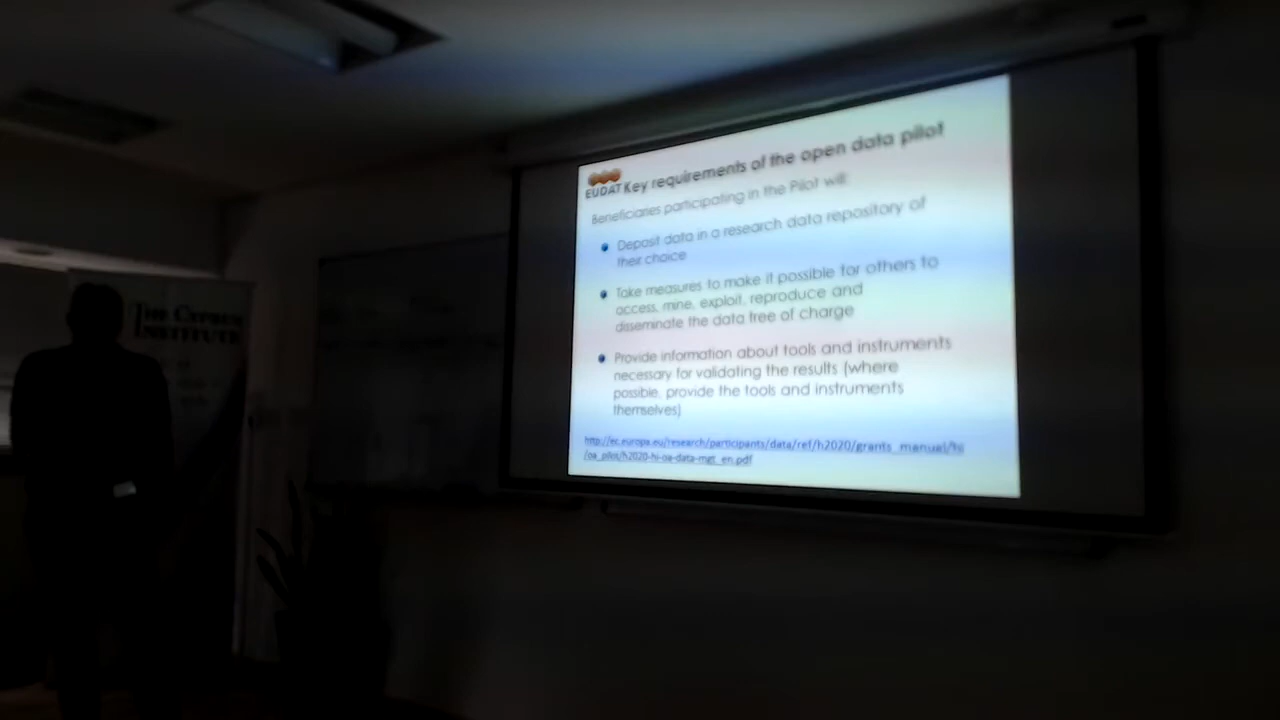 EUDAT Key requirements of the open data pilot
Beneficiaries participating in the Pilot will:
Deposit data in a research data repository of
their choice
Take measures to make it possible for others to
access, mine, exploit, reproduce and
disseminate the data free of charge
Provide information about tools and instruments
necessary for validating the results (where
possible, provide the tools and instruments
themselves)
http://ec.europa.eu/research/participants/data/ref/h2020/grants_manual/hi
/oa_pilot/h2020-hi-oa-data-mgt_en.pdf
THE CYPRUS
INSTITUTE